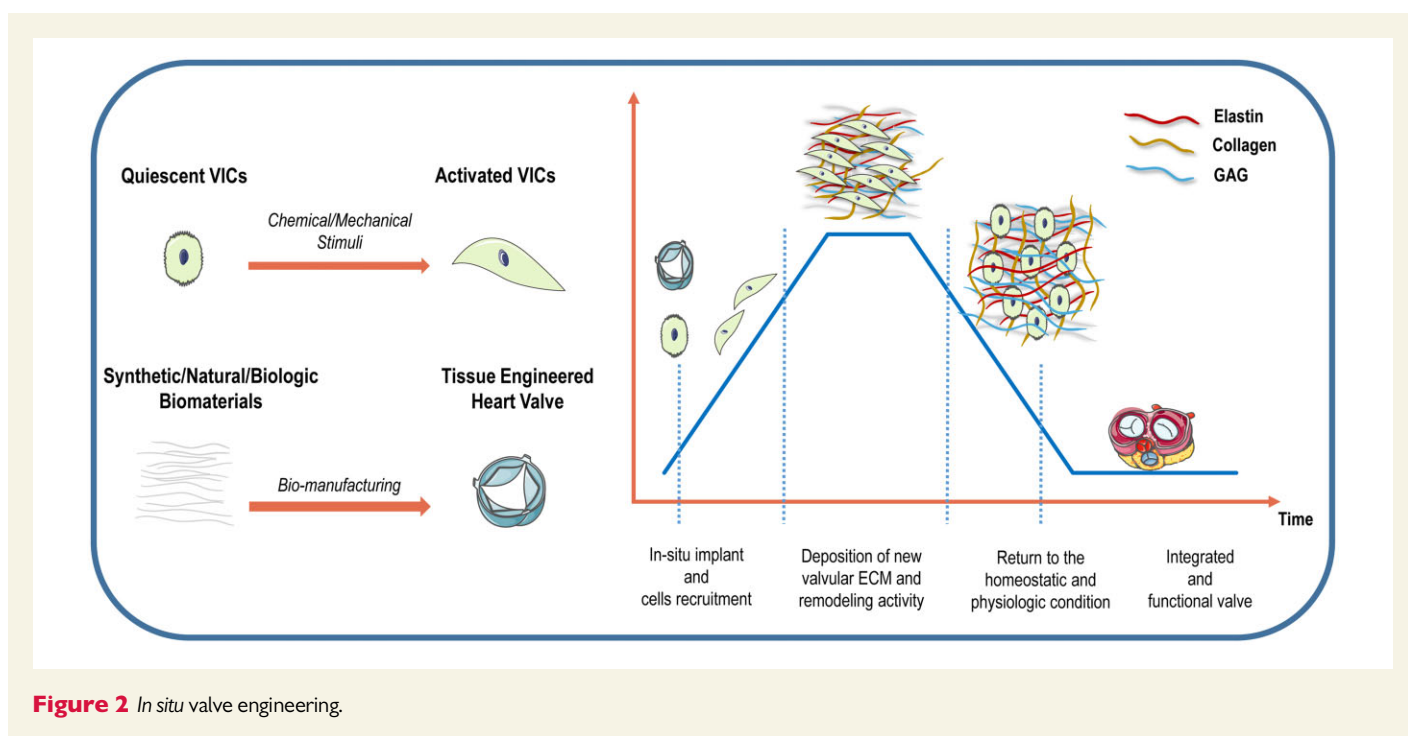 Quiescent VICs
Chemical/Mechanical
Stimuli
Activated VICs
Synthetic/Natural/Biologic
Biomaterials
Bio-manufacturing
Tissue Engineered
Heart Valve
Elastin
Collagen
GAG
Time
In-situ implant
and
cells recruitment
Deposition of new
valvular ECM and
remodeling activity
Return to the
homeostatic and
physiologic condition
Integrated
and
functional valve
Figure 2 In situ valve engineering.